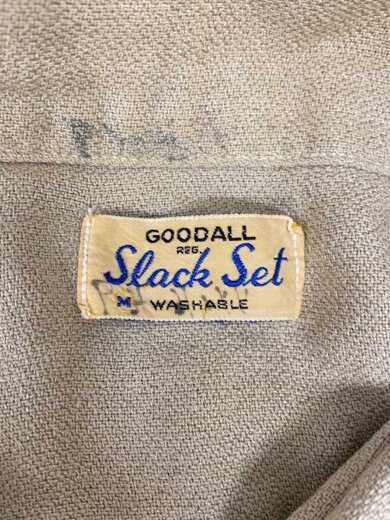 GOODALL
REG.
Slack Set
M WASHABLE